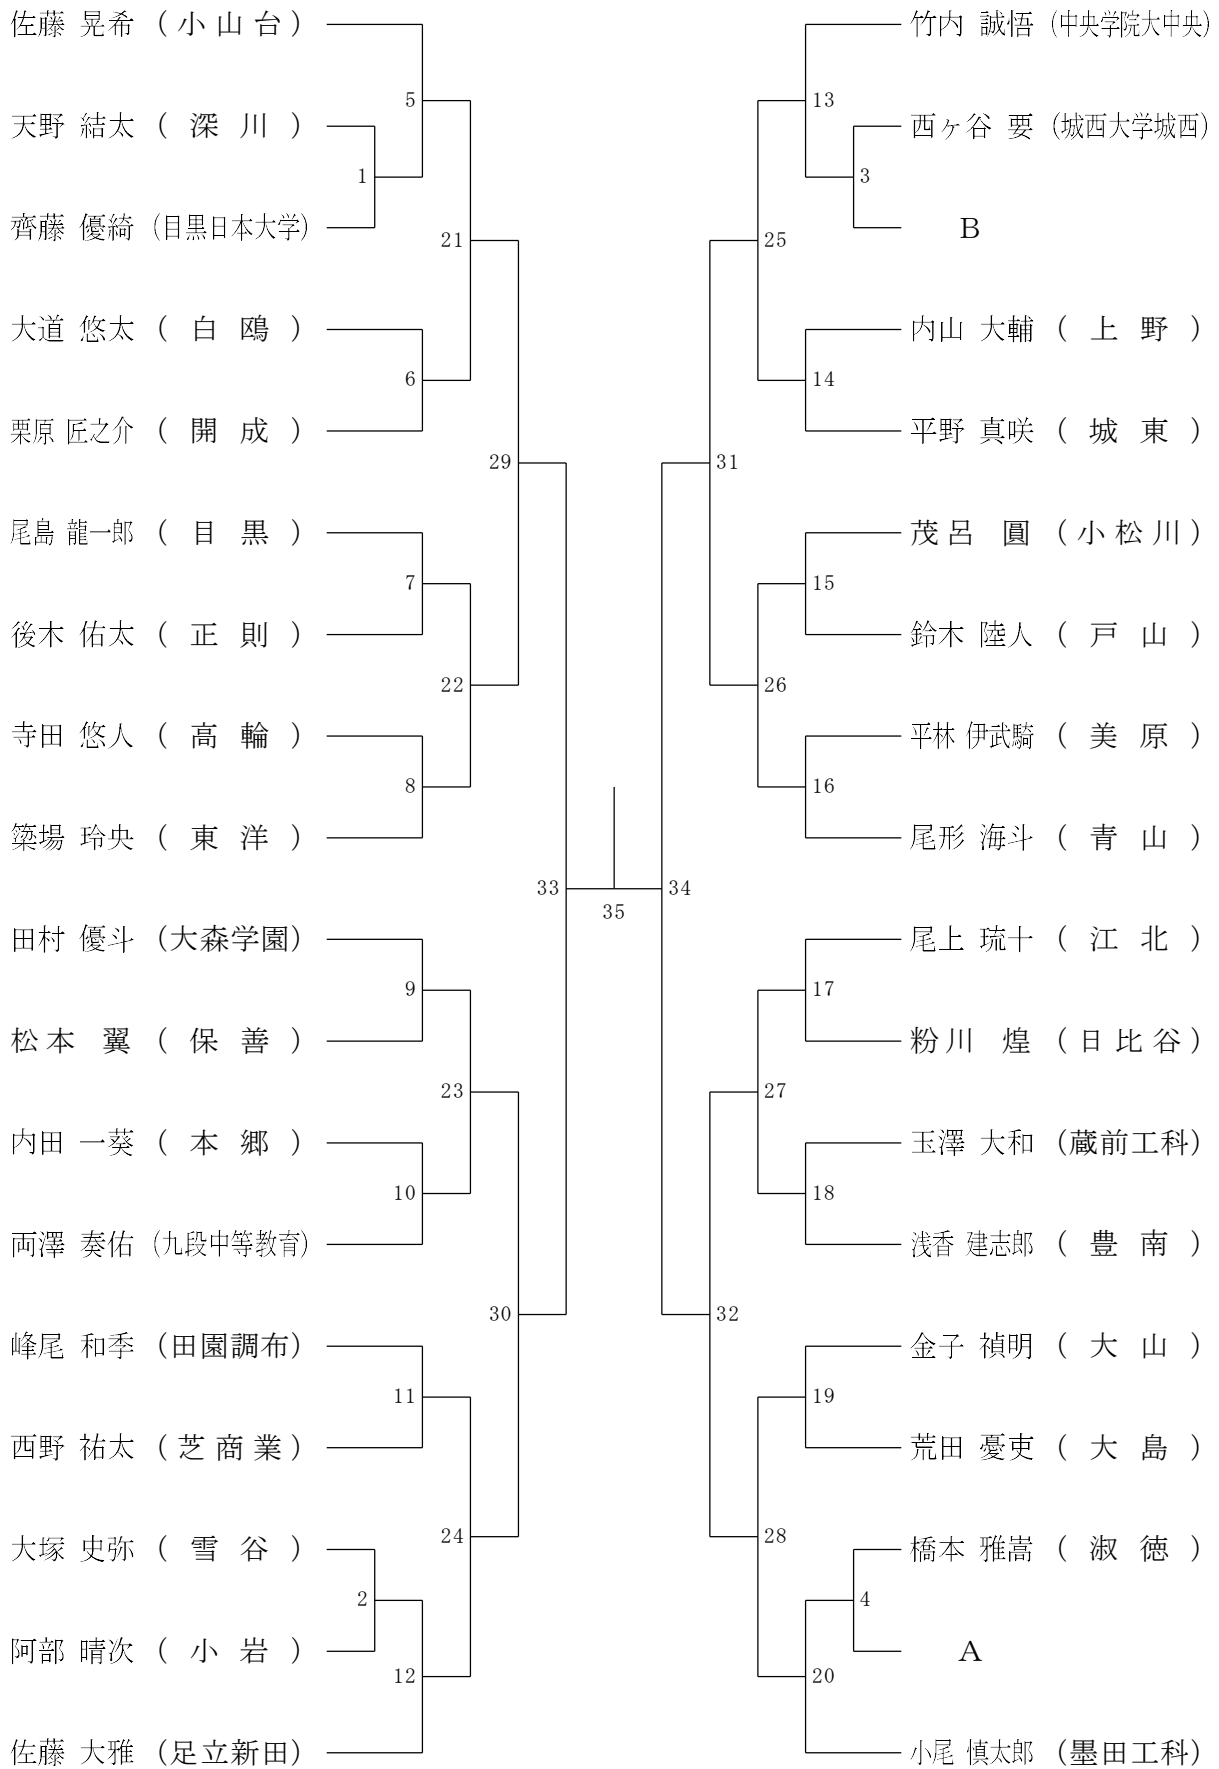 佐藤 晃希 (小山台)
5
天野 結太 (深川)
1
齊藤 優綺 (目黒日本大学)
21
大道 悠太 (白鴎)
6
栗原 匠之介 (開成)
29
尾島 龍一郎 (目黒)
7
後木 佑太 (正則)
22
寺田 悠人 (高輪)
8
簗場 玲央 (東洋)
33
田村 優斗 (大森学園)
9
松本 翼 (保善)
23
内田 一葵 (本郷)
10
両澤 奏佑 (九段中等教育)
30
峰尾 和季 (田園調布)
11
西野 祐太 (芝商業)
24
大塚 史弥 (雪谷)
2
阿部 晴次 (小岩)
12
佐藤 大雅 (足立新田)
35
竹内 誠悟 (中央学院大中央)
13
西ヶ谷 要 (城西大学城西)
3
B
25
内山 大輔 (上野)
14
平野 真咲 (城東)
31
茂呂 圓 (小松川)
15
鈴木 陸人 (戸山)
26
平林 伊武騎 (美原)
16
尾形 海斗 (青山)
34
尾上 琉十 (江北)
17
粉川 煌 (日比谷)
27
玉澤 大和 (蔵前工科)
18
浅香 建志郎 (豊南)
32
金子 禎明 (大山)
19
荒田 憂吏 (大島)
28
橋本 雅嵩 (淑徳)
4
A
20
小尾 慎太郎 (墨田工科)